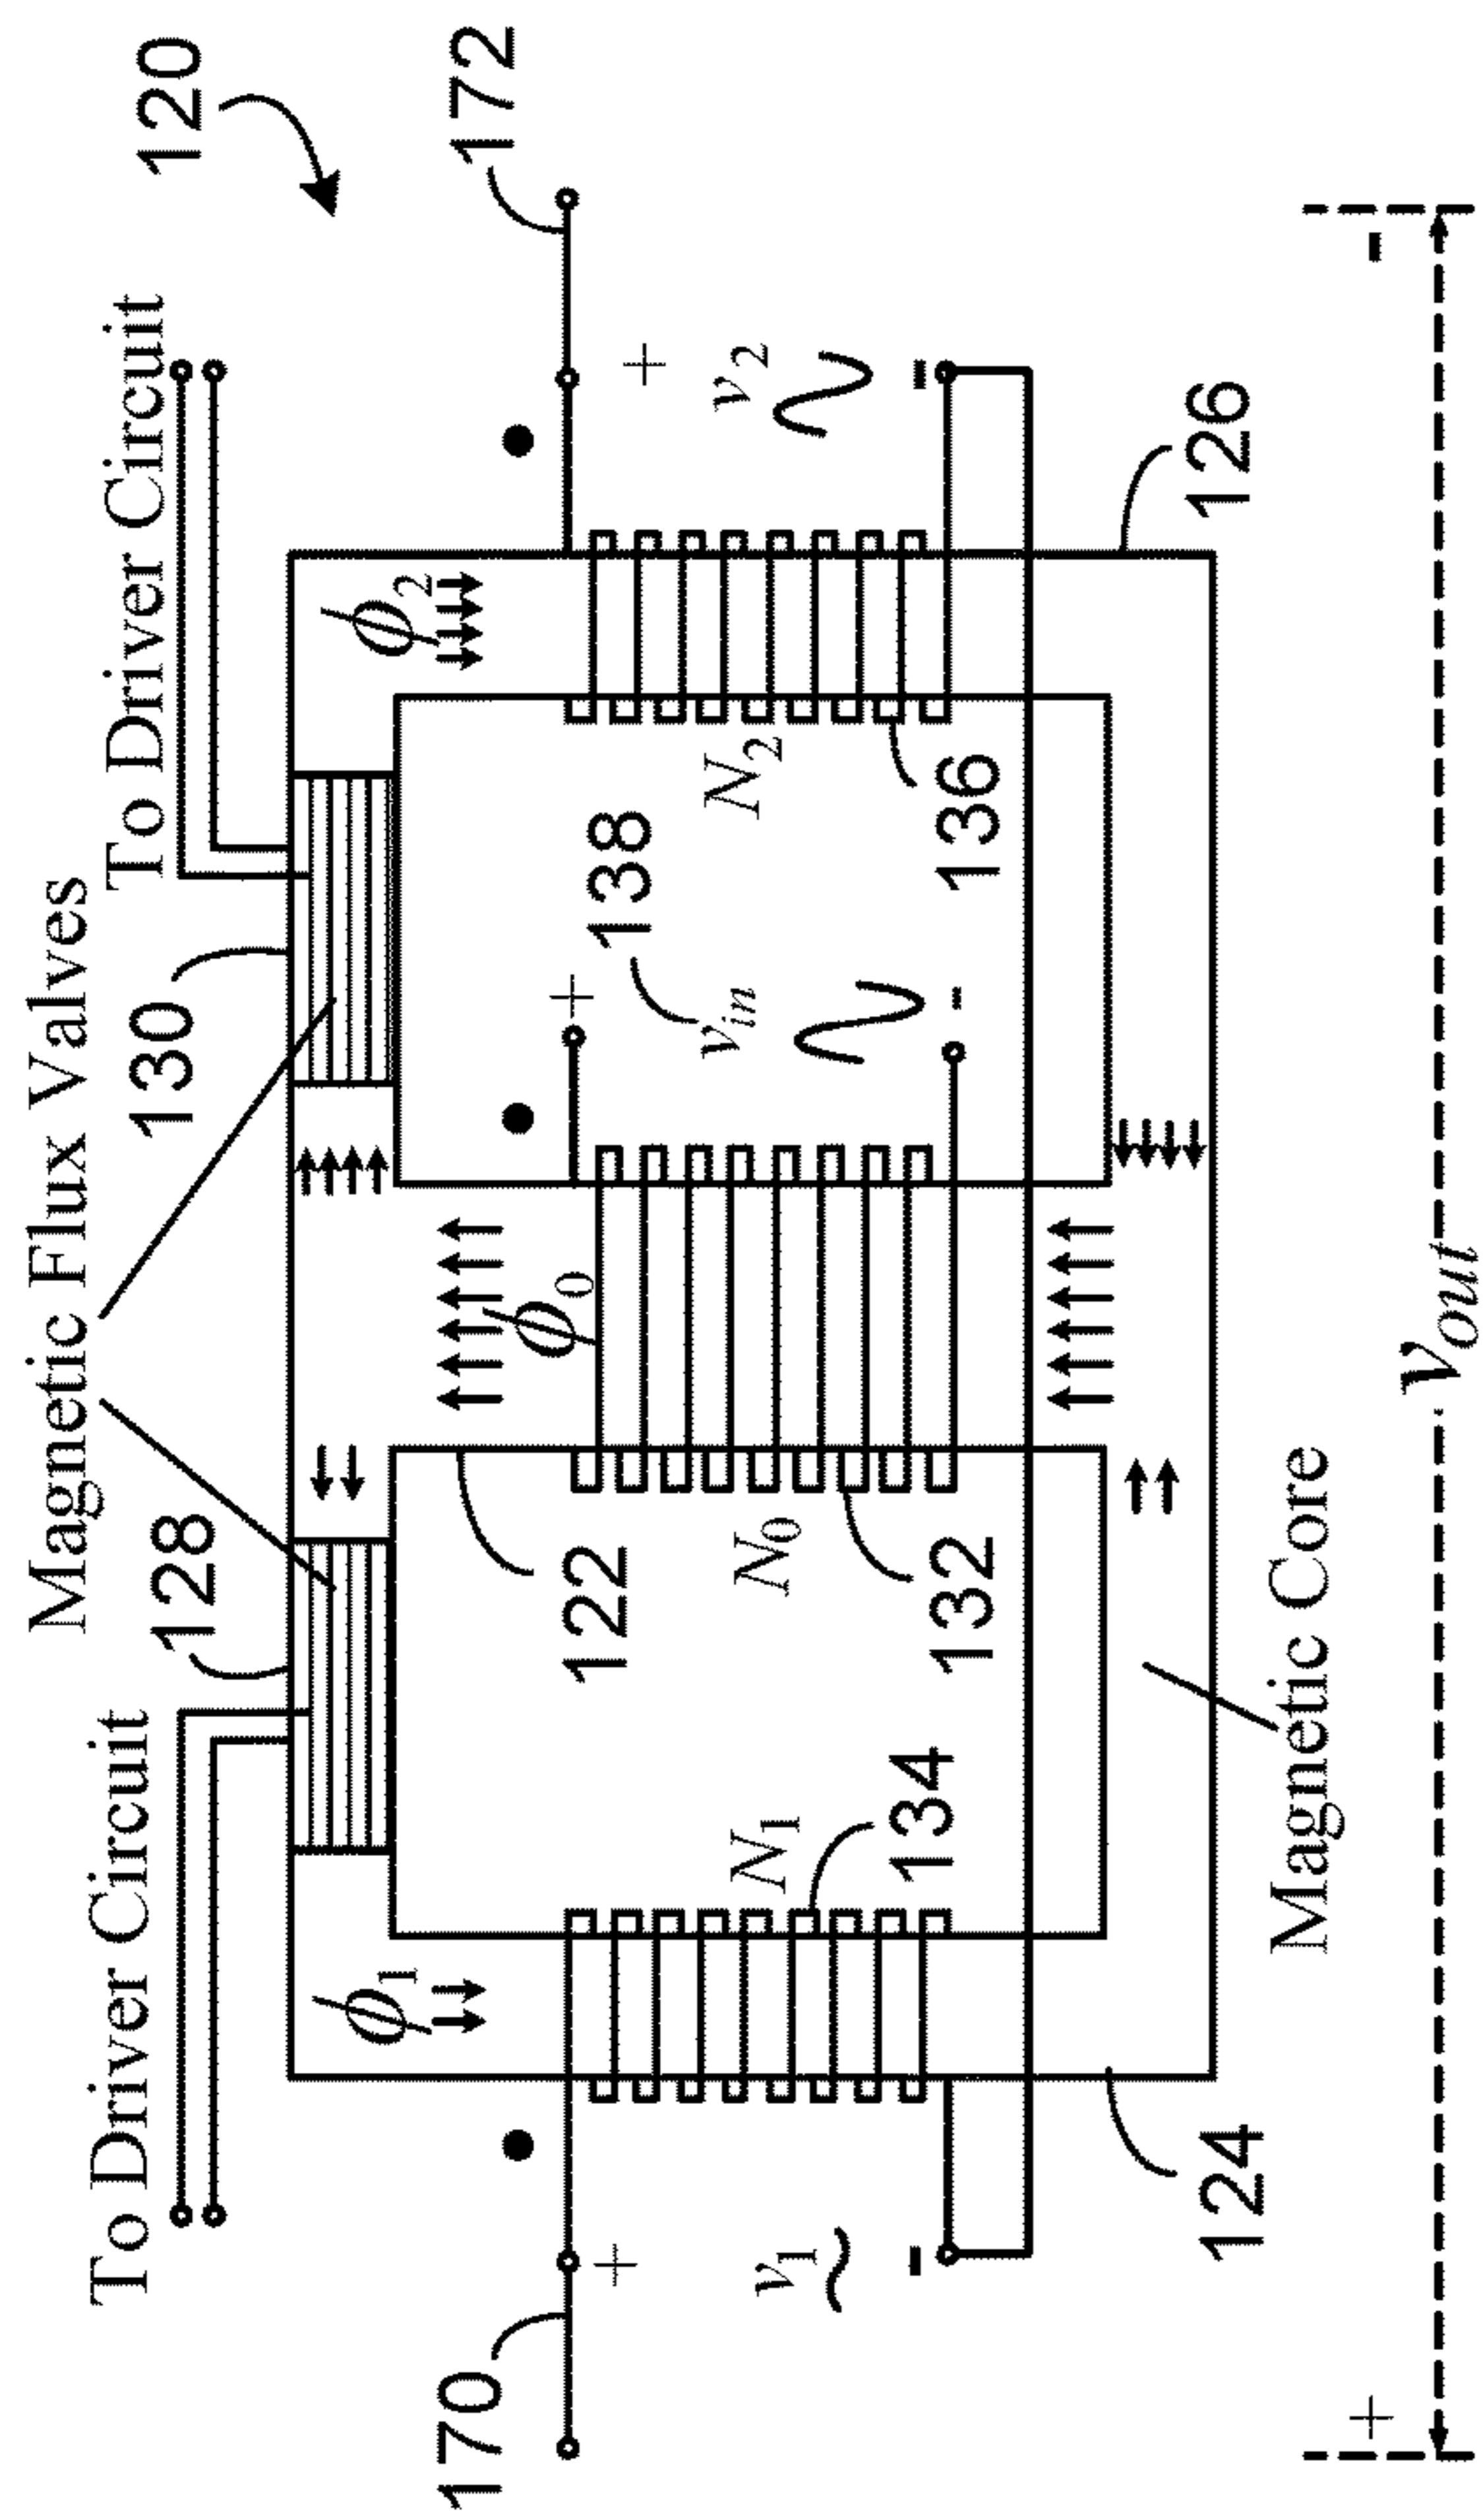 120
Magnetic Flux Valves
To Driver Circuit
To Driver Circuit
128
130
172
170
ϕ1
ϕ2
ϕ0
+
+
+
122
138
v1
N1
N0
vin
N2
v2
134
132
136
-
-
-
124
126
Magnetic Core
+
-
vout